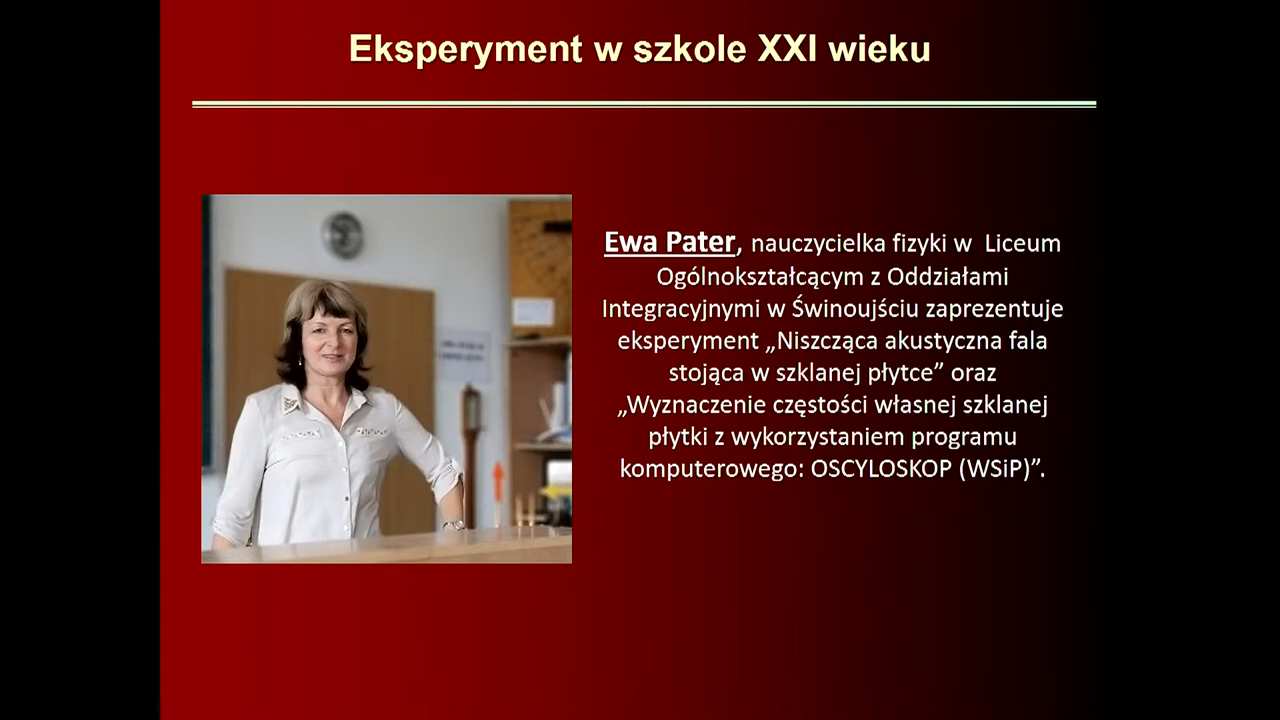 Eksperyment w szkole XXI wieku
Ewa Pater, nauczycielka fizyki w Liceum
Ogólnokształcącym z Oddziałami
Integracyjnymi w Świnoujściu zaprezentuje
eksperyment „Niszcząca akustyczna fala
stojąca w szklanej płytce” oraz
„Wyznaczenie częstości własnej szklanej
płytki z wykorzystaniem programu
komputerowego: OSCYLOSKOP (WSiP)”.